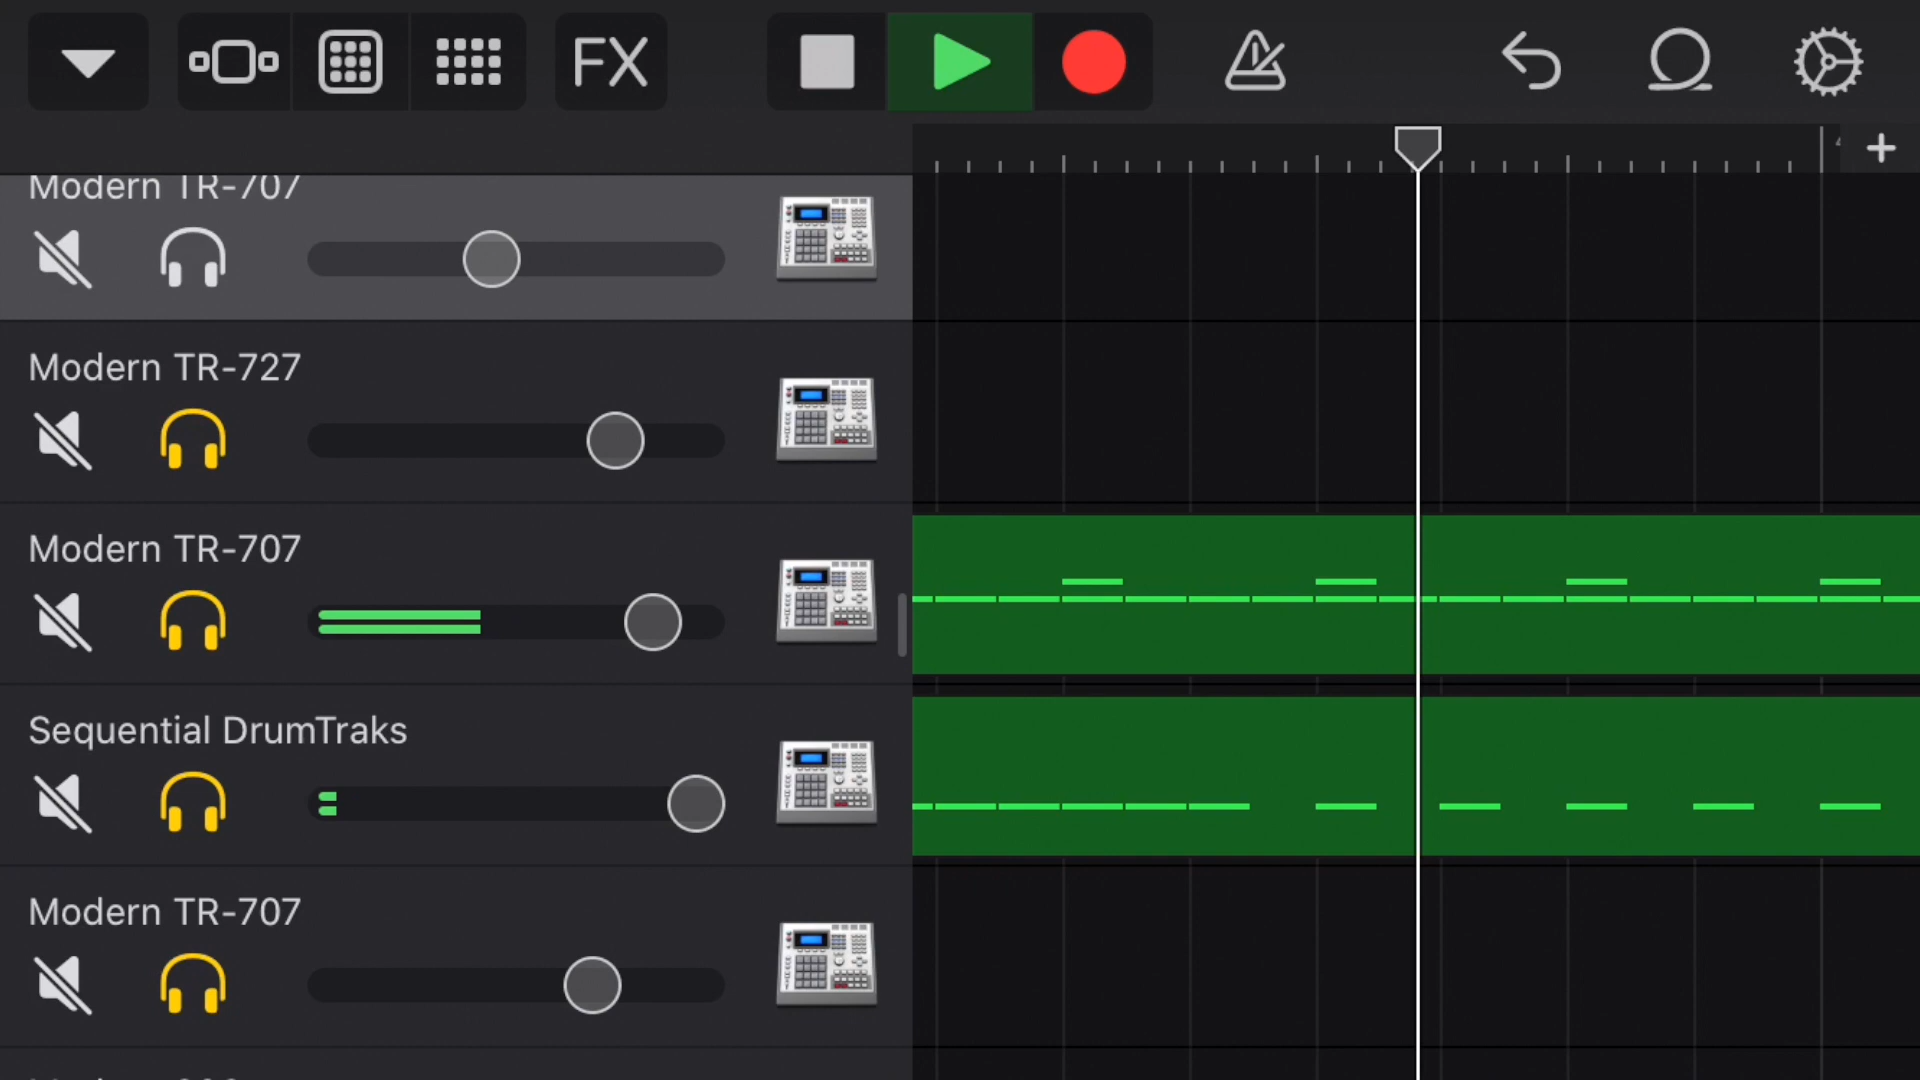 FX
Modern TR-707
Modern TR-727
Modern TR-707
Sequential DrumTraks
Modern TR-707